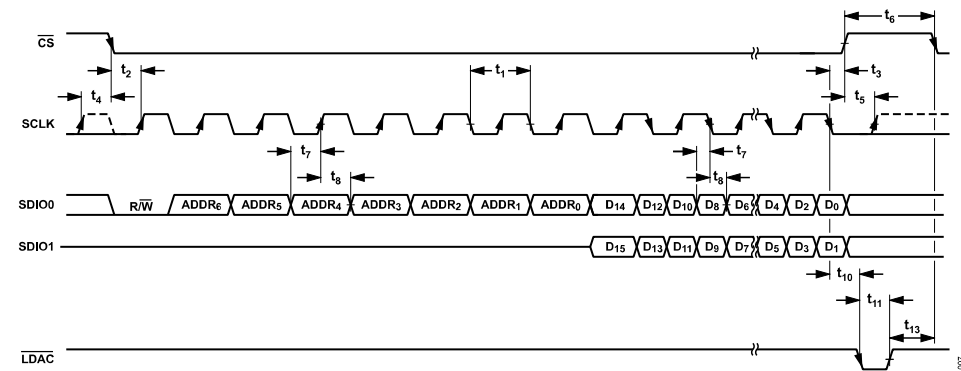 t6
CS
t2
t1
t3
t4
t5
SCLK
t7
t7
t8
t8
SDIO0
R/W
ADDR6
ADDR5
ADDR4
ADDR3
ADDR2
ADDR1
ADDR0
D14
D12
D10
D8
D6
D4
D2
D0
SDIO1
D15
D13
D11
D9
D7
D5
D3
D1
t10
t11
t13
LDAC
007